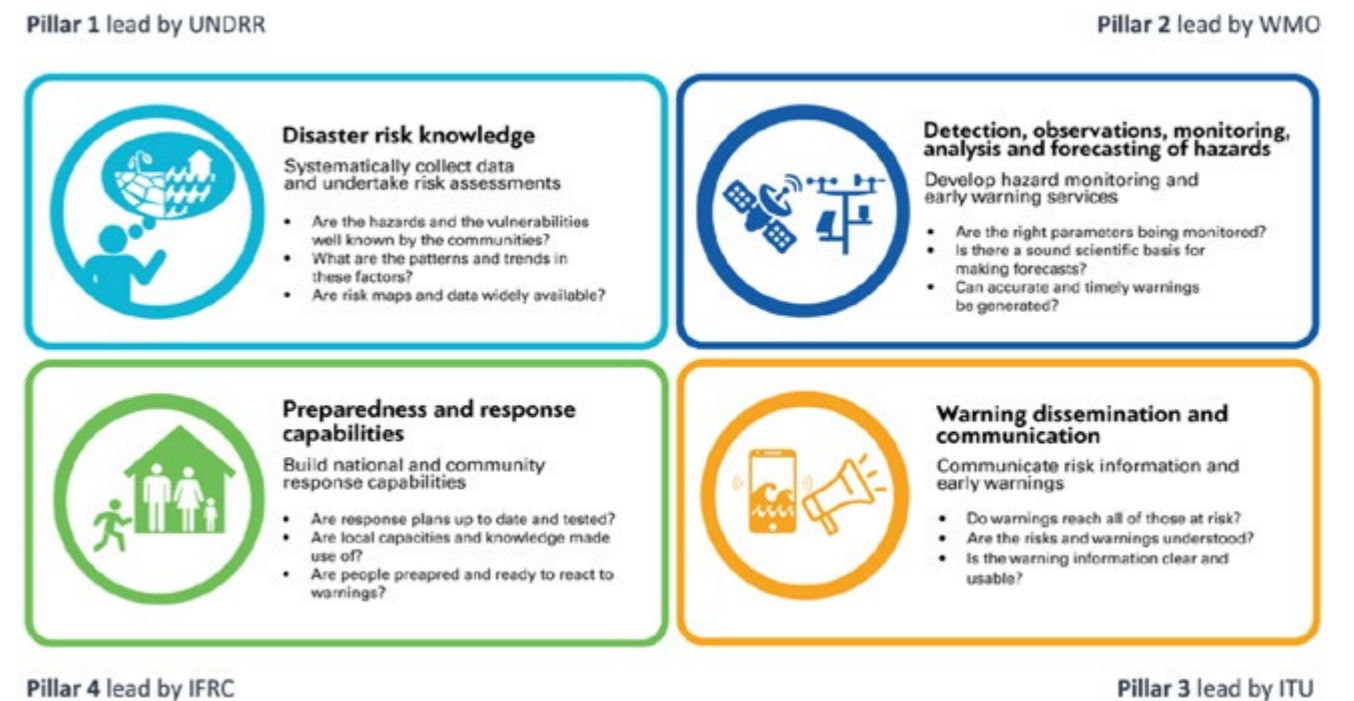 Pillar 1 lead by UNDRR
Pillar 2 lead by WMO
Disaster risk knowledge
Systematically collect data
and undertake risk assessments
• Are the hazards and the vulnerabilities
well known by the communities?
• What are the patterns and trends in
these factors?
• Are risk maps and data widely available?
Detection, observations, monitoring,
analysis and forecasting of hazards
Develop hazard monitoring and
early warning services
• Are the right parameters being monitored?
• Is there a sound scientific basis for
making forecasts?
• Can accurate and timely warnings
be generated?
Preparedness and response
capabilities
Build national and community
response capabilities
• Are response plans up to date and tested?
• Are local capacities and knowledge made
use of?
• Are people preapred and ready to react to
warnings?
Warning dissemination and
communication
Communicate risk information and
early warnings
• Do warnings reach all of those at risk?
• Are the risks and warnings understood?
• Is the warning information clear and
usable?
Pillar 4 lead by IFRC
Pillar 3 lead by ITU